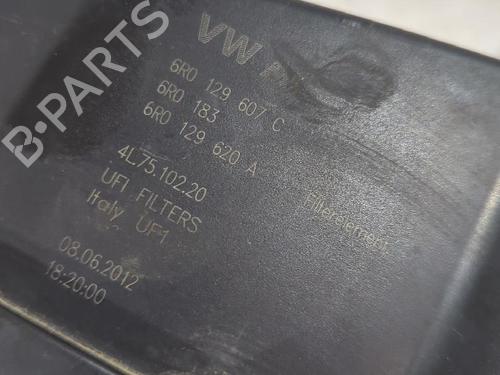 VW
6R0 129 607 C
6R0 183
6R0 129 620 A
Filterelement
4L75.102.20
UFI FILTERS
Italy UF1
08.06.2012
18:20:00
B-PARTS